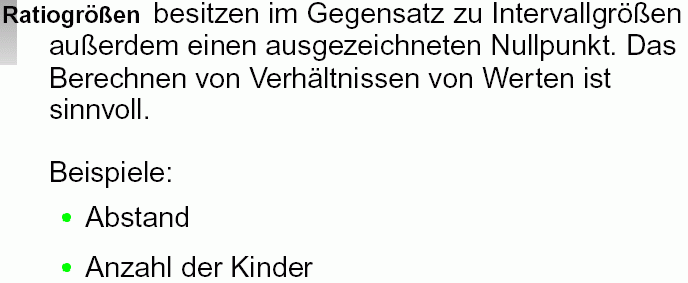 Ratiogrößen besitzen im Gegensatz zu Intervallgrößen
außerdem einen ausgezeichneten Nullpunkt. Das
Berechnen von Verhältnissen von Werten ist
sinnvoll.
Beispiele:
• Abstand
• Anzahl der Kinder